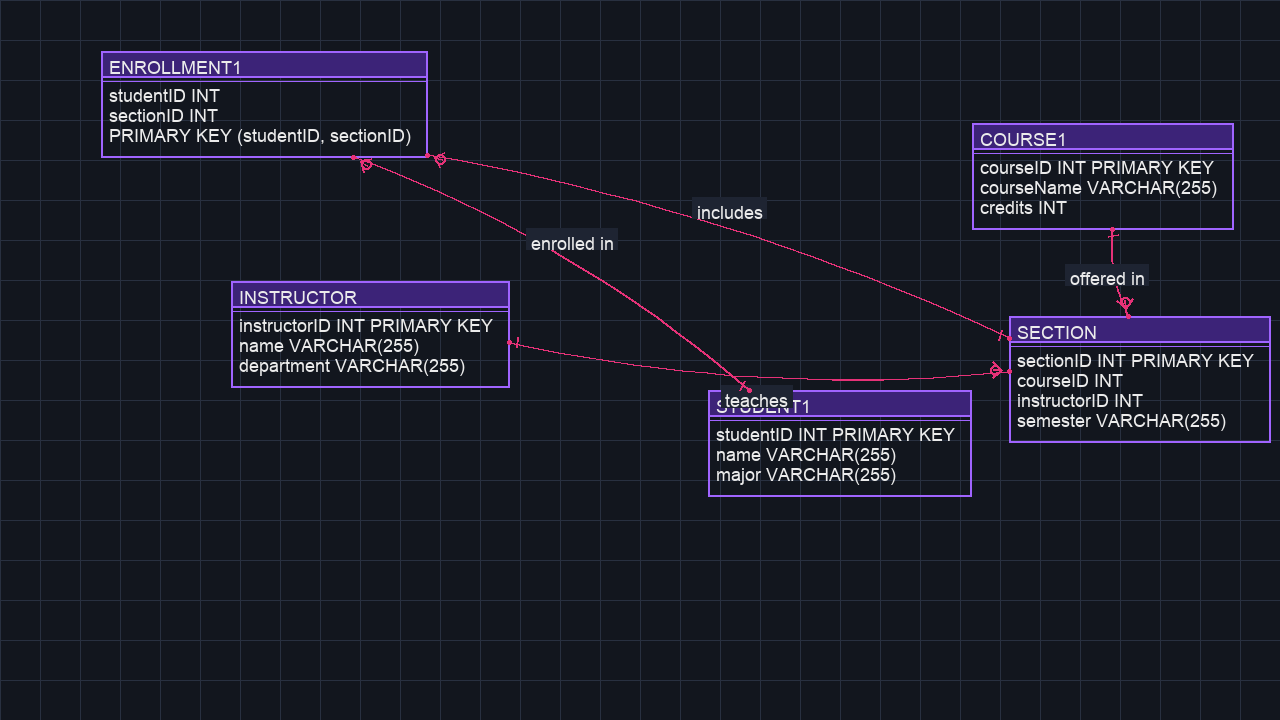 ENROLLMENT1
studentID INT
sectionID INT
PRIMARY KEY (studentID, sectionID)
COURSE1
courseID INT PRIMARY KEY
courseName VARCHAR(255)
credits INT
includes
enrolled in
offered in
INSTRUCTOR
instructorID INT PRIMARY KEY
name VARCHAR(255)
department VARCHAR(255)
SECTION
sectionID INT PRIMARY KEY
courseID INT
instructorID INT
semester VARCHAR(255)
teaches
STUDENT1
studentID INT PRIMARY KEY
name VARCHAR(255)
major VARCHAR(255)